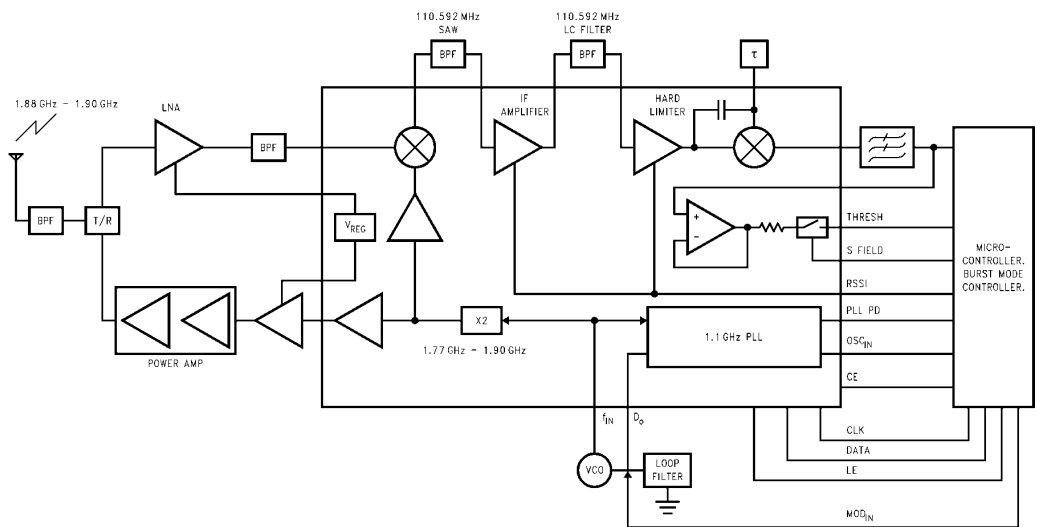 110.592 MHz
SAW
110.592 MHz
LC FILTER
BPF
BPF
τ
1.88 GHz – 1.90 GHz
LNA
IF
AMPLIFIER
HARD
LIMITER
BPF
BPF
T/R
VREG
+
–
THRESH
S FIELD
RSSI
MICRO-
CONTROLLER.
BURST MODE
CONTROLLER.
X2
1.1 GHz PLL
PLL PD
OSCIN
POWER AMP
1.77 GHz – 1.90 GHz
CE
fIN
Do
CLK
DATA
LE
VCO
LOOP
FILTER
MODIN